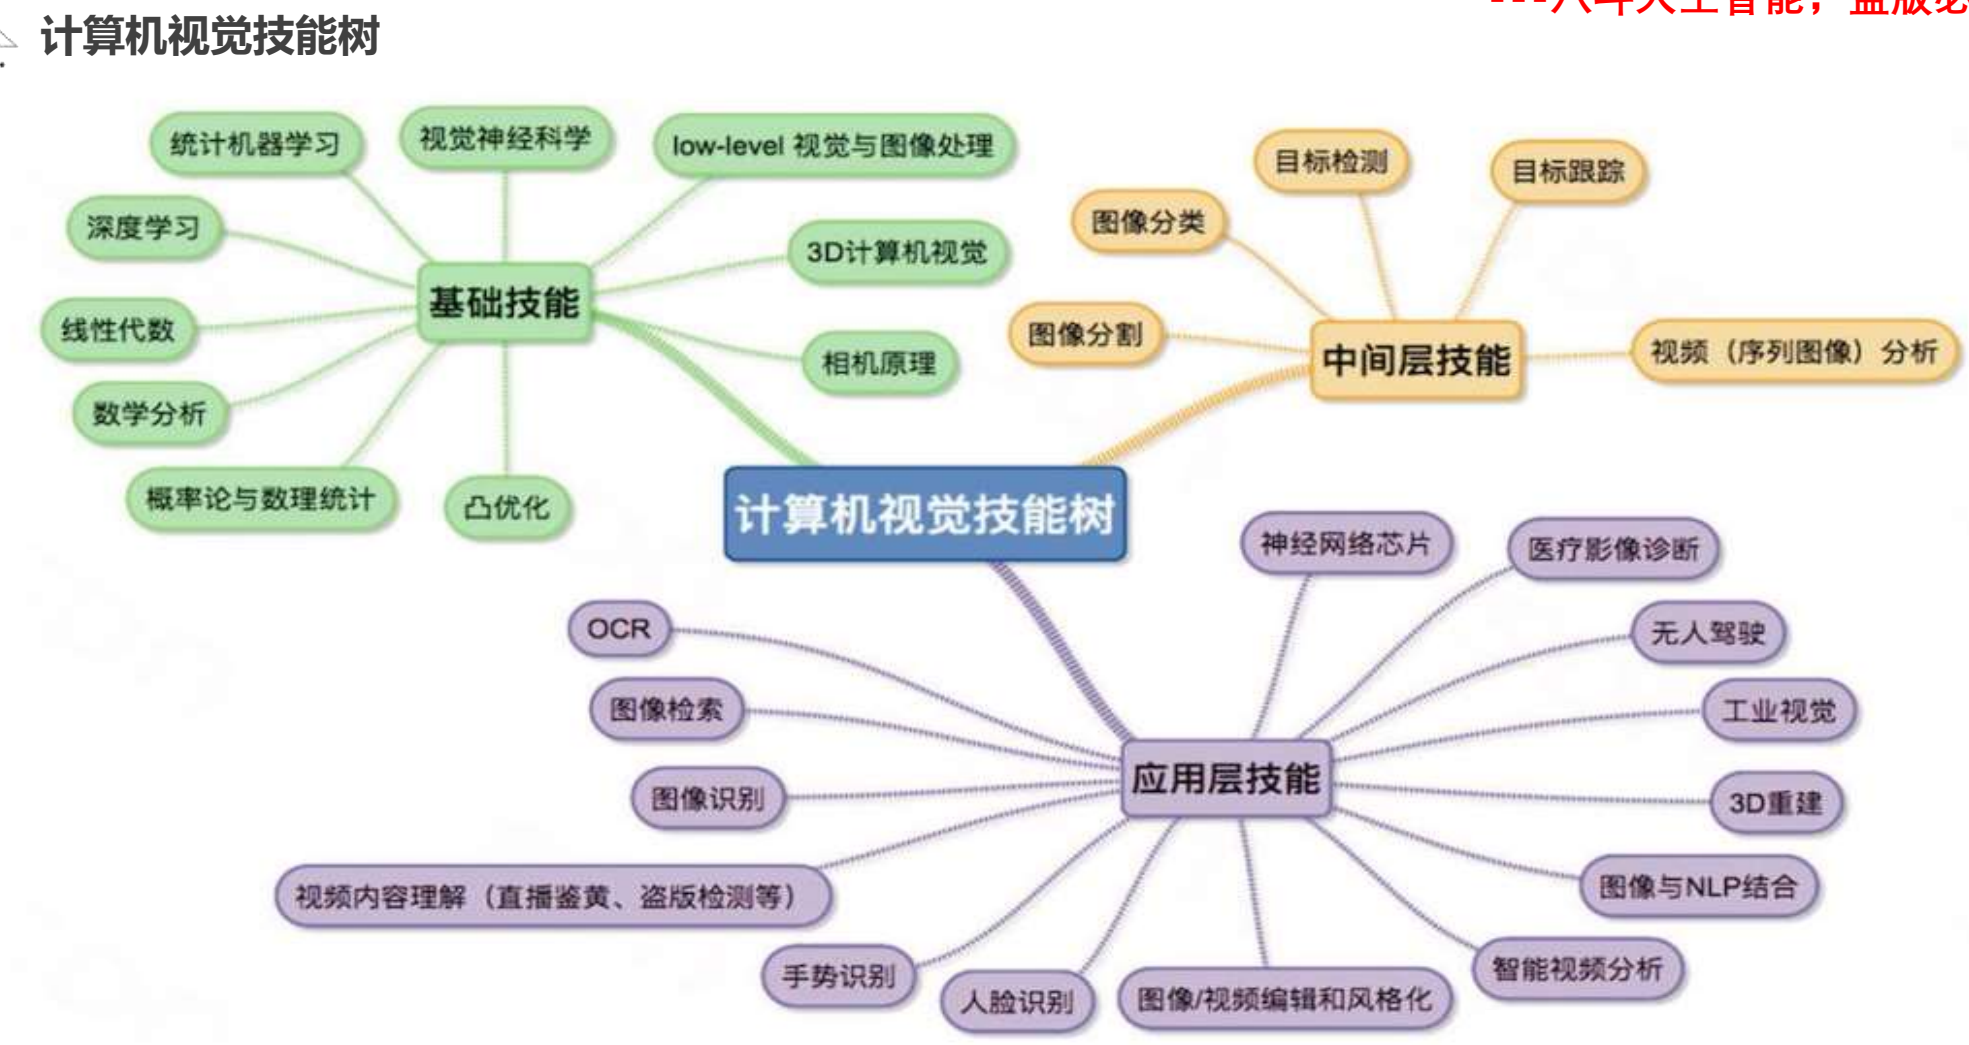 计算机视觉技能树
---八斗人工智能，盗版必
统计机器学习
视觉神经科学
low-level 视觉与图像处理
深度学习
3D计算机视觉
基础技能
线性代数
相机原理
数学分析
概率论与数理统计
凸优化
目标检测
目标跟踪
图像分类
图像分割
中间层技能
视频（序列图像）分析
计算机视觉技能树
神经网络芯片
医疗影像诊断
OCR
无人驾驶
图像检索
工业视觉
应用层技能
图像识别
3D重建
视频内容理解（直播鉴黄、盗版检测等）
图像与NLP结合
手势识别
人脸识别
图像/视频编辑和风格化
智能视频分析